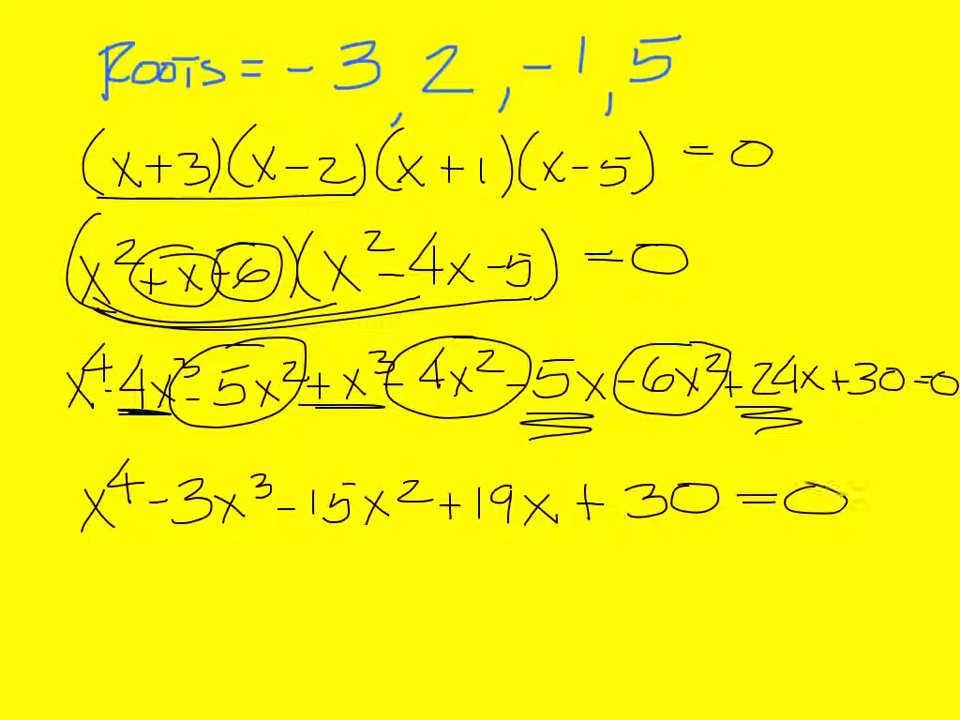 Roots = -3, 2, -1, 5
(x+3)(x-2)(x+1)(x-5) = 0
(x²+x-6)(x²-4x-5) = 0
x⁴-4x³-5x²+x³-4x²-5x-6x²+24x+30=0
x⁴-3x³-15x²+19x+30=0